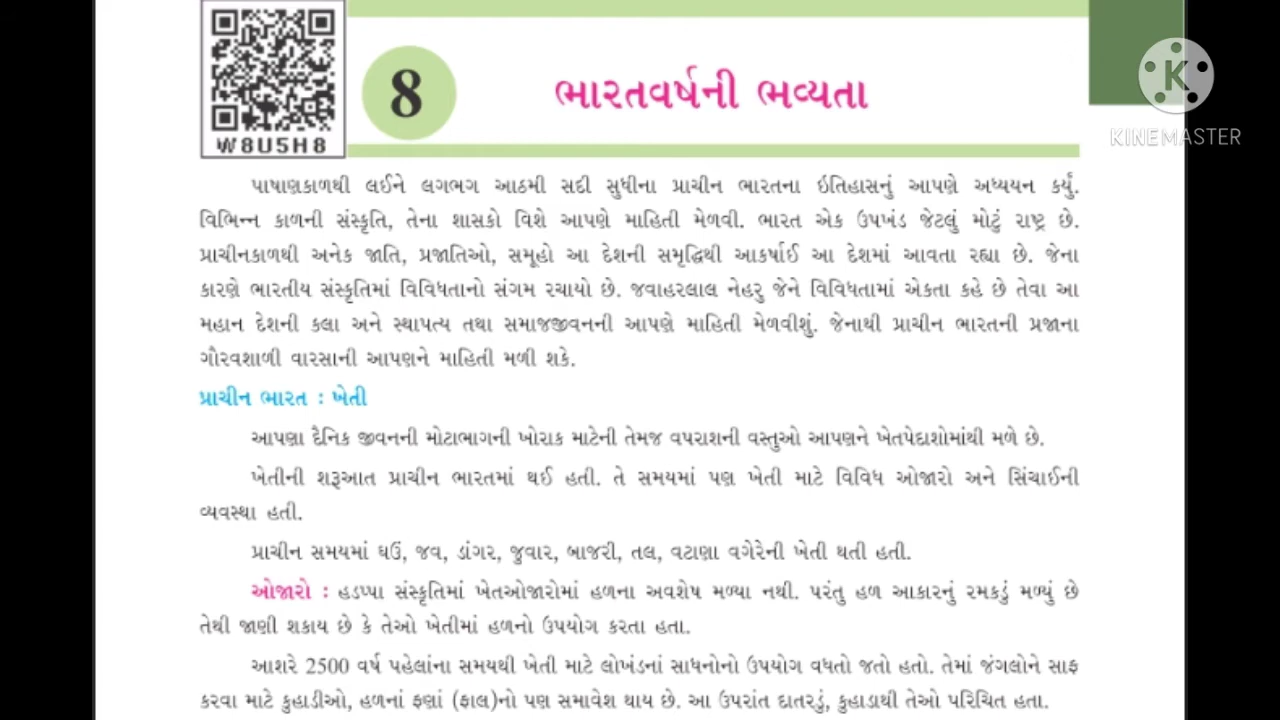 W8U5H8
8
ભારતવર્ષની ભવ્યતા
KINEMASTER
પાષાણકાળથી લઈને લગભગ આઠમી સદી સુધીના પ્રાચીન ભારતના ઇતિહાસનું આપણે અધ્યયન કર્યું.
વિભિન્ન કાળની સંસ્કૃતિ, તેના શાસકો વિશે આપણે માહિતી મેળવી. ભારત એક ઉપખંડ જેટલું મોટું રાષ્ટ્ર છે.
પ્રાચીનકાળથી અનેક જાતિ, પ્રજાતિઓ, સમૂહો આ દેશની સમૃદ્ધિથી આકર્ષાઈ આ દેશમાં આવતા રહ્યા છે. જેના
કારણે ભારતીય સંસ્કૃતિમાં વિવિધતાનો સંગમ રચાયો છે. જવાહરલાલ નેહરુ જેને વિવિધતામાં એકતા કહે છે તેવા આ
મહાન દેશની કલા અને સ્થાપત્ય તથા સમાજજીવનની આપણે માહિતી મેળવીશું. જેનાથી પ્રાચીન ભારતની પ્રજાના
ગૌરવશાળી વારસાની આપણને માહિતી મળી શકે.
પ્રાચીન ભારત : ખેતી
આપણા દૈનિક જીવનની મોટાભાગની ખોરાક માટેની તેમજ વપરાશની વસ્તુઓ આપણને ખેતપેદાશોમાંથી મળે છે.
ખેતીની શરૂઆત પ્રાચીન ભારતમાં થઈ હતી. તે સમયમાં પણ ખેતી માટે વિવિધ ઓજારો અને સિંચાઈની
વ્યવસ્થા હતી.
પ્રાચીન સમયમાં ઘઉં, જવ, ડાંગર, જુવાર, બાજરી, તલ, વટાણા વગેરેની ખેતી થતી હતી.
ઓજારો : હડપ્પા સંસ્કૃતિમાં ખેતઓજારોમાં હળના અવશેષ મળ્યા નથી. પરંતુ હળ આકારનું રમકડું મળ્યું છે
તેથી જાણી શકાય છે કે તેઓ ખેતીમાં હળનો ઉપયોગ કરતા હતા.
આશરે 2500 વર્ષ પહેલાંના સમયથી ખેતી માટે લોખંડનાં સાધનોનો ઉપયોગ વધતો જતો હતો. તેમાં જંગલોને સાફ
કરવા માટે કુહાડીઓ, હળનાં ફણાં (ફાલ)નો પણ સમાવેશ થાય છે. આ ઉપરાંત દાતરડું, કુહાડાથી તેઓ પરિચિત હતા.